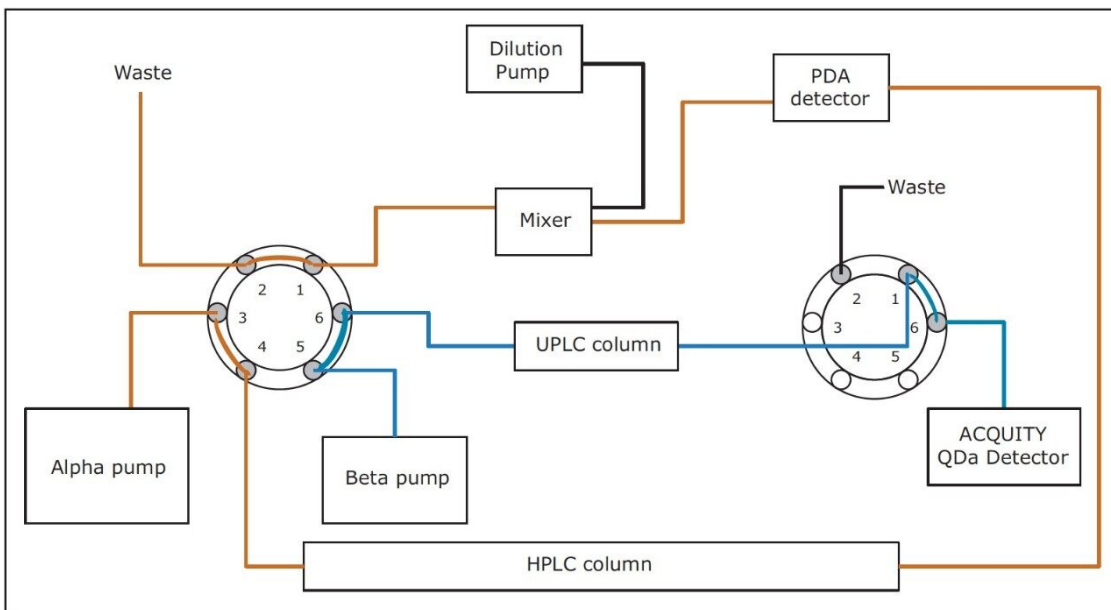 Waste
Dilution
Pump
PDA
detector
Mixer
Waste
2 1
3 6
4 5
2 1
3 6
4 5
UPLC column
Alpha pump
Beta pump
ACQUITY
QDa Detector
HPLC column